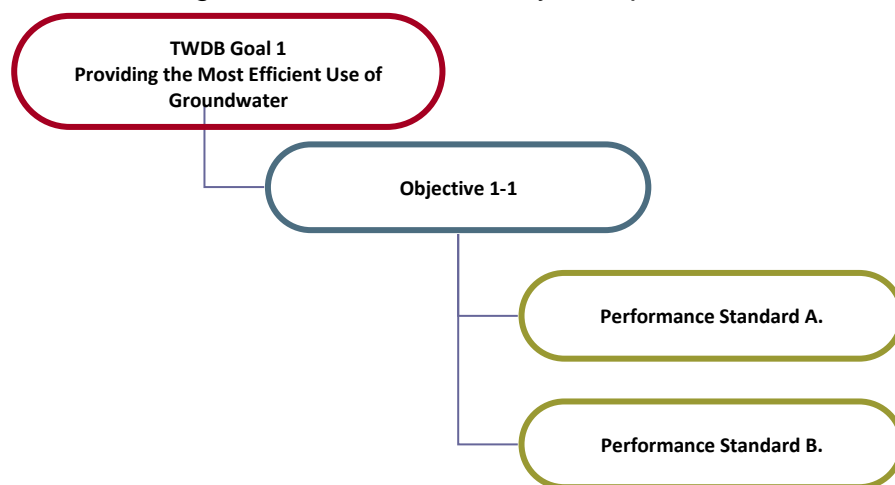 TWDB Goal 1
Providing the Most Efficient Use of
Groundwater
Objective 1-1
Performance Standard A.
Performance Standard B.